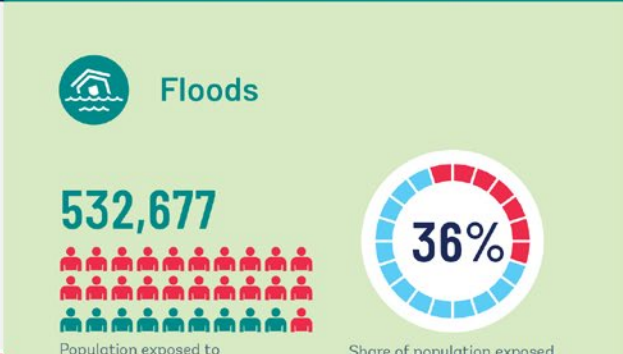 Floods
532,677
36%
Population exposed to
Share of population exposed